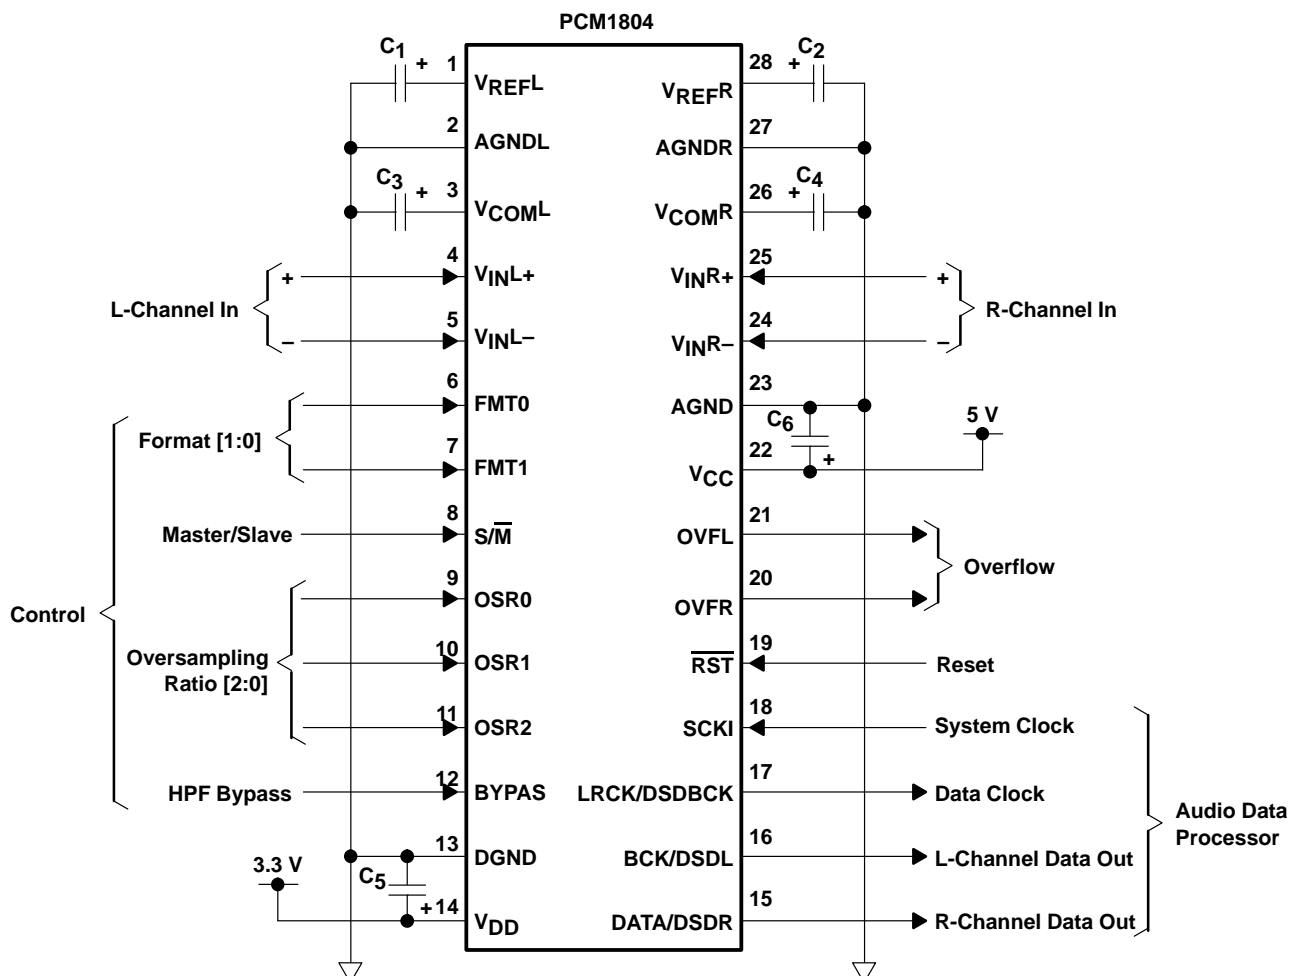 PCM1804
C1
+
1
VREFL
2
AGNDL
C3
+
3
VCOML
4
VINL+
5
VINL–
6
FMT0
7
FMT1
8
S/M
9
OSR0
10
OSR1
11
OSR2
12
BYPAS
13
DGND
14
VDD
+
C5
3.3 V
L-Channel In
+
–
Control
Format [1:0]
Master/Slave
Oversampling
Ratio [2:0]
HPF Bypass
28
VREFR
+
C2
27
AGNDR
26
VCOMR
+
C4
25
VINR+
24
VINR–
23
AGND
C6
+
22
VCC
5 V
21
OVFL
20
OVFR
19
RST
18
SCKI
17
LRCK/DSDBCK
16
BCK/DSDL
15
DATA/DSDR
+
–
R-Channel In
Overflow
Reset
System Clock
Data Clock
L-Channel Data Out
R-Channel Data Out
Audio Data
Processor